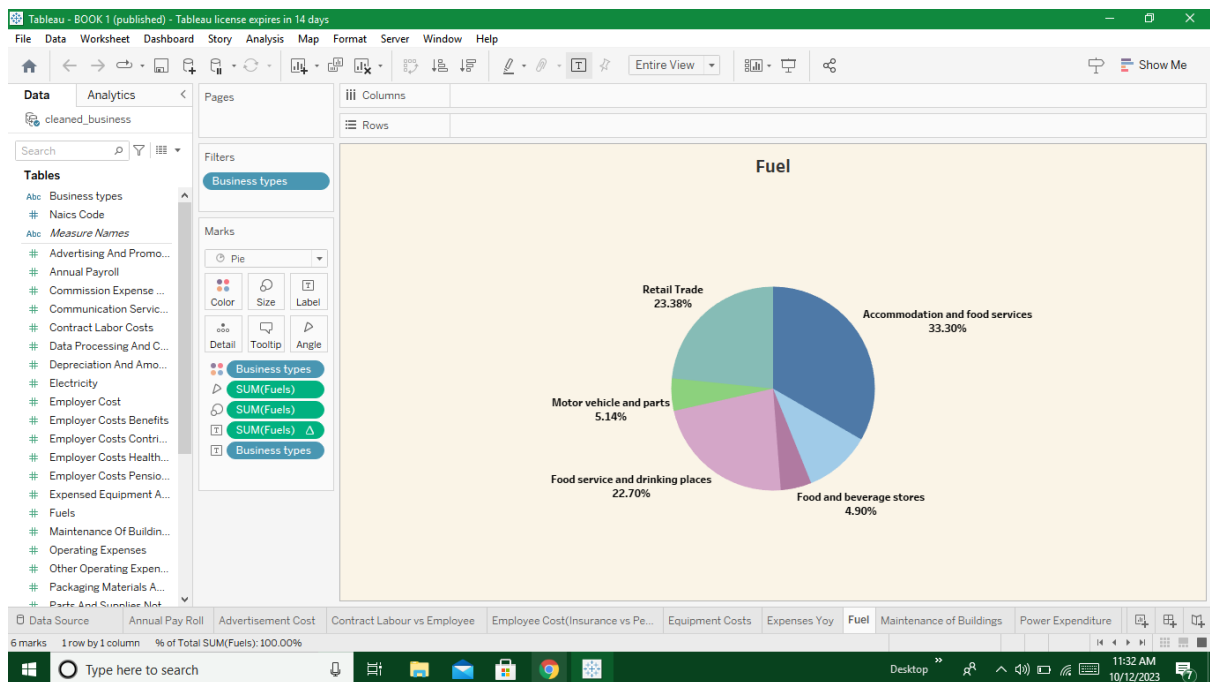 Tableau - BOOK 1 (published) - Tableau license expires in 14 days
File Data Worksheet Dashboard Story Analysis Map Format Server Window Help
Entire View
Show Me
Data Analytics
cleaned_business
Search
Tables
Abc Business types
# Naics Code
Abc Measure Names
# Advertising And Promo...
# Annual Payroll
# Commission Expense ...
# Communication Servic...
# Contract Labor Costs
# Data Processing And C...
# Depreciation And Amo...
# Electricity
# Employer Cost
# Employer Costs Benefits
# Employer Costs Contri...
# Employer Costs Health...
# Employer Costs Pensio...
# Expensed Equipment A...
# Fuels
# Maintenance Of Buildin...
# Operating Expenses
# Other Operating Expen...
# Packaging Materials A...
# Parts And Supplies Not
Pages
Filters
Business types
Marks
Pie
Color Size Label
Detail Tooltip Angle
Business types
SUM(Fuels)
SUM(Fuels)
SUM(Fuels) Δ
Business types
Columns
Rows
Fuel
Retail Trade
23.38%
Accommodation and food services
33.30%
Motor vehicle and parts
5.14%
Food service and drinking places
22.70%
Food and beverage stores
4.90%
Data Source Annual Pay Roll Advertisement Cost Contract Labour vs Employee Employee Cost(Insurance vs Pe... Equipment Costs Expenses Yoy Fuel Maintenance of Buildings Power Expenditure
6 marks 1 row by 1 column % of Total SUM(Fuels): 100.00%
Type here to search
Desktop
11:32 AM
10/12/2023
7